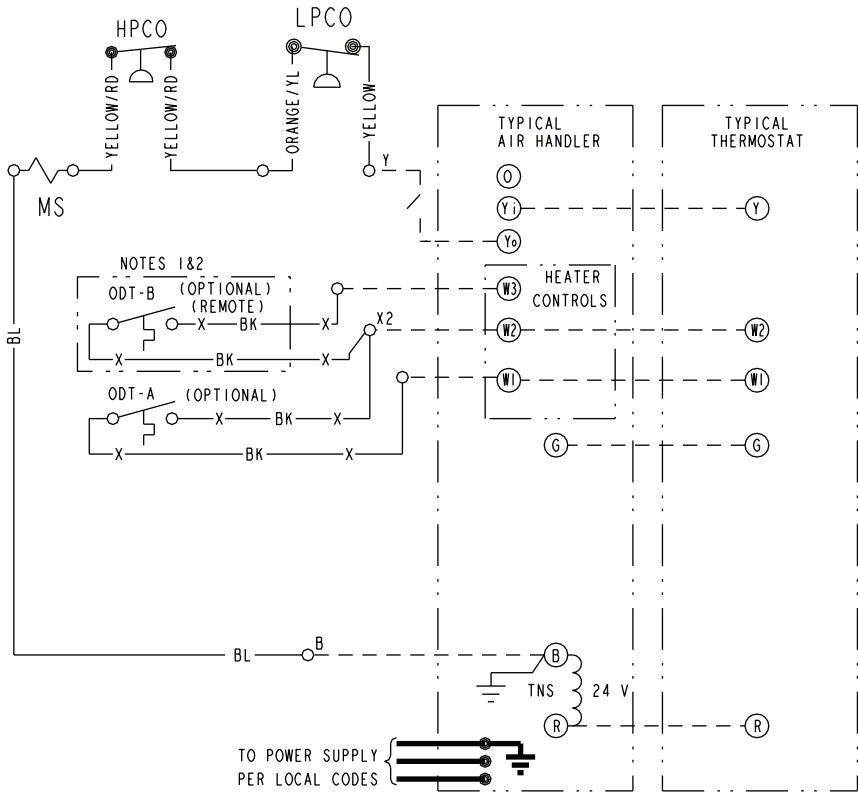 HPCO
LPCO
YELLOW/RD
YELLOW/RD
ORANGE/YL
YELLOW
TYPICAL
AIR HANDLER
TYPICAL
THERMOSTAT
Y
O
MS
Yi
Y
Yo
NOTES 1&2
HEATER
CONTROLS
ODT-B
(OPTIONAL)
(REMOTE)
W3
X BK X
X2
W2
W2
BL
X BK X
ODT-A (OPTIONAL)
W1
W1
X BK X
G
G
X BK X
B
BL
B
TNS
24 V
R
R
TO POWER SUPPLY
PER LOCAL CODES